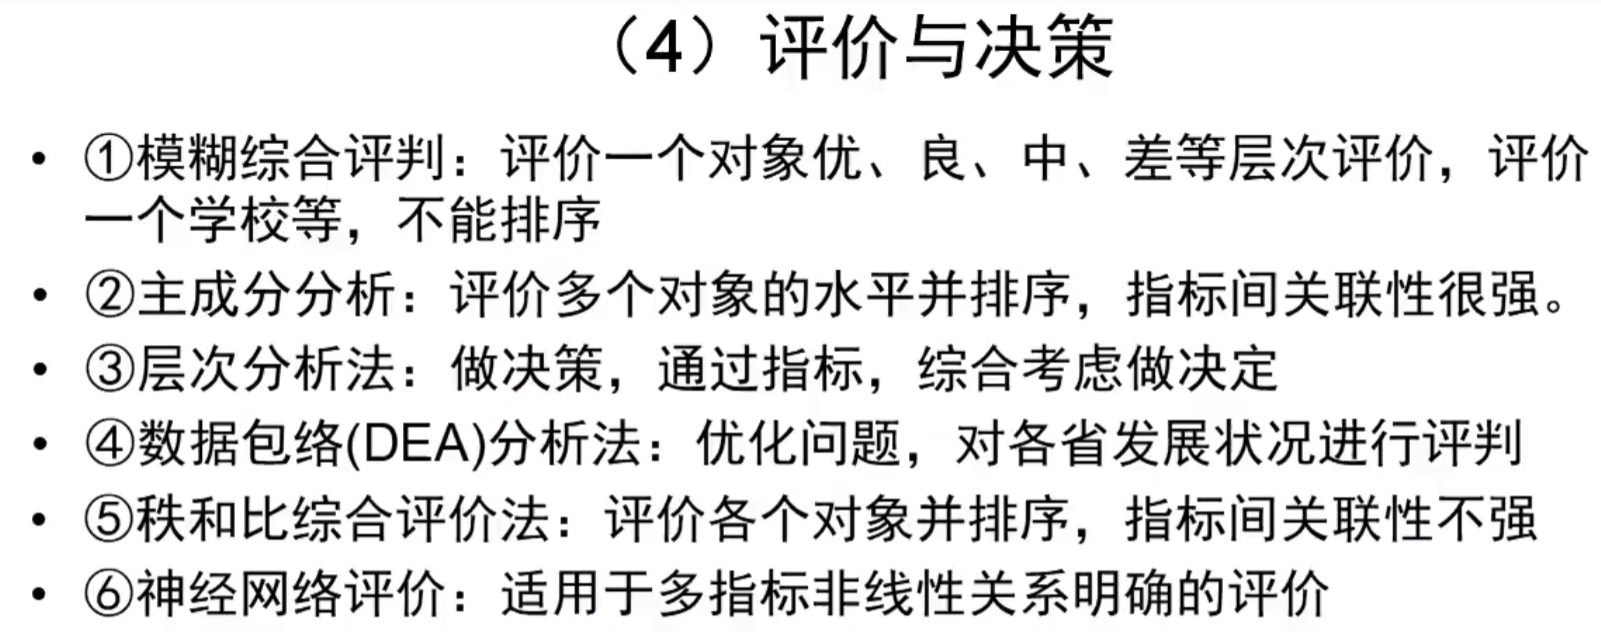 （4）评价与决策
• ①模糊综合评判：评价一个对象优、良、中、差等层次评价，评价
一个学校等，不能排序
• ②主成分分析：评价多个对象的水平并排序，指标间关联性很强。
• ③层次分析法：做决策，通过指标，综合考虑做决定
• ④数据包络(DEA)分析法：优化问题，对各省发展状况进行评判
• ⑤秩和比综合评价法：评价各个对象并排序，指标间关联性不强
• ⑥神经网络评价：适用于多指标非线性关系明确的评价